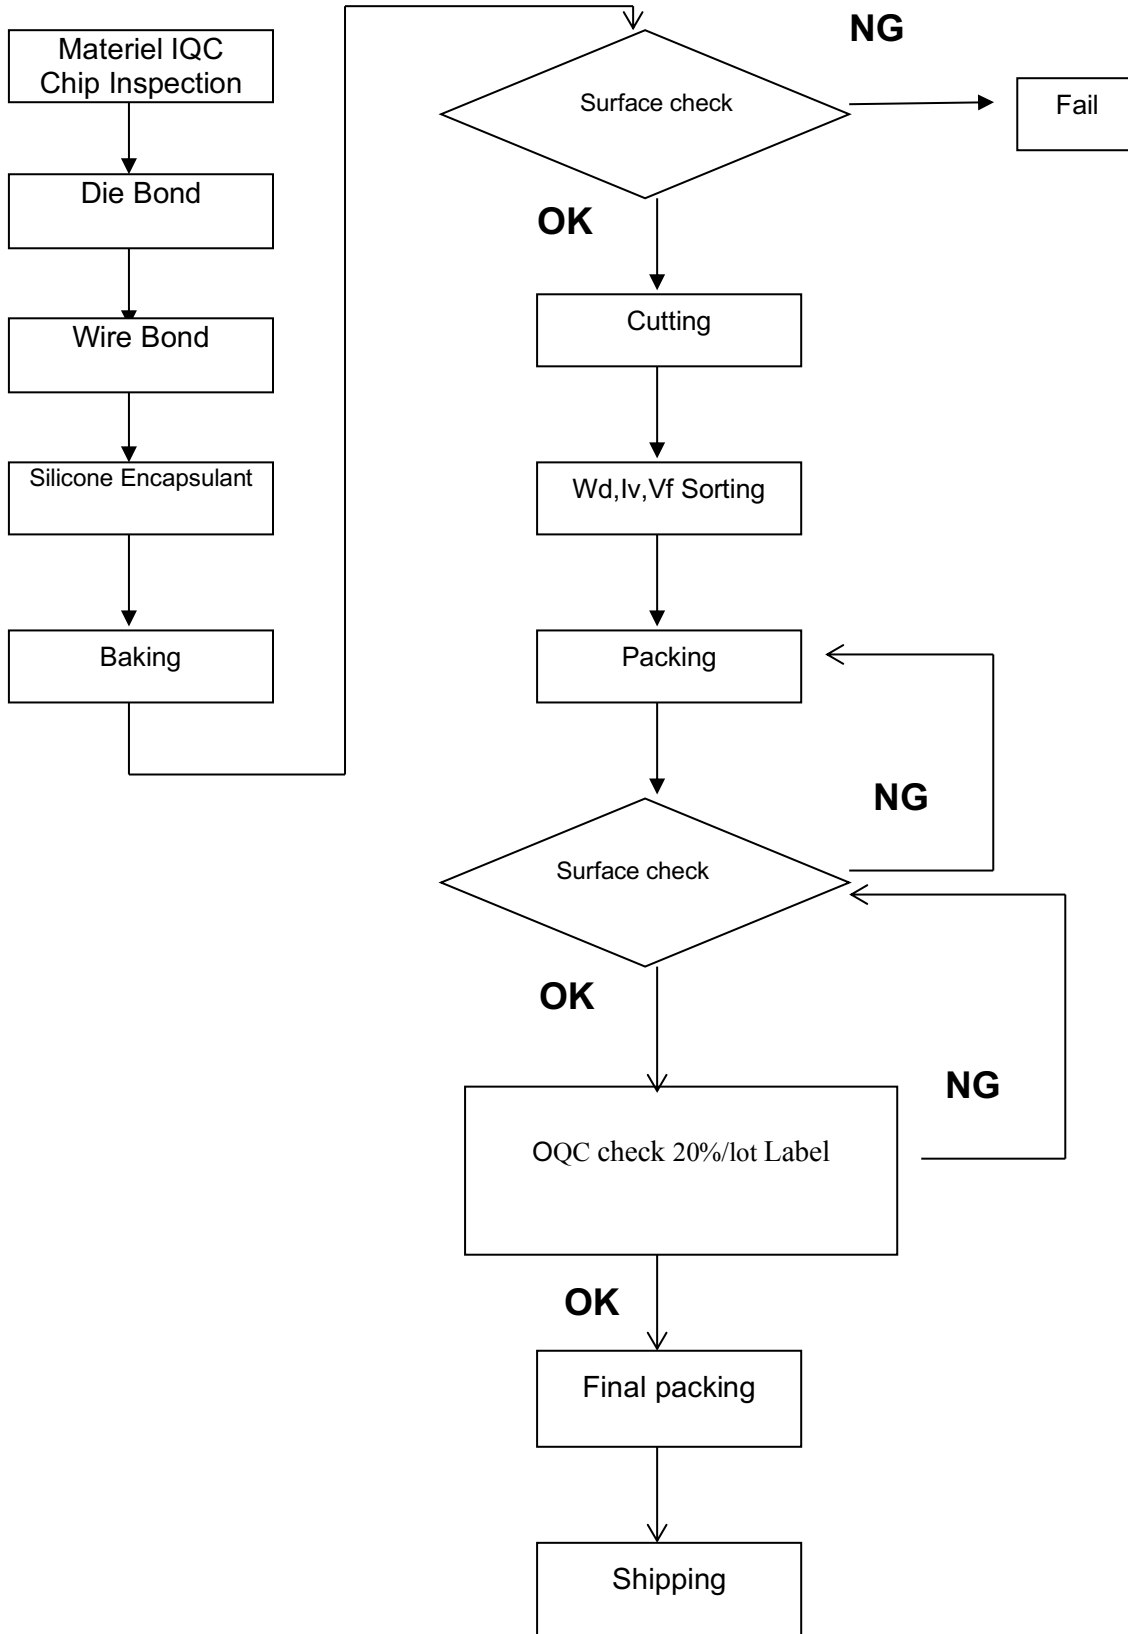 Materiel IQC
Chip Inspection
Die Bond
Wire Bond
Silicone Encapsulant
Baking
Surface check
NG
Fail
OK
Cutting
Wd,Iv,Vf Sorting
Packing
NG
Surface check
OK
NG
OQC check 20%/lot Label
OK
Final packing
Shipping